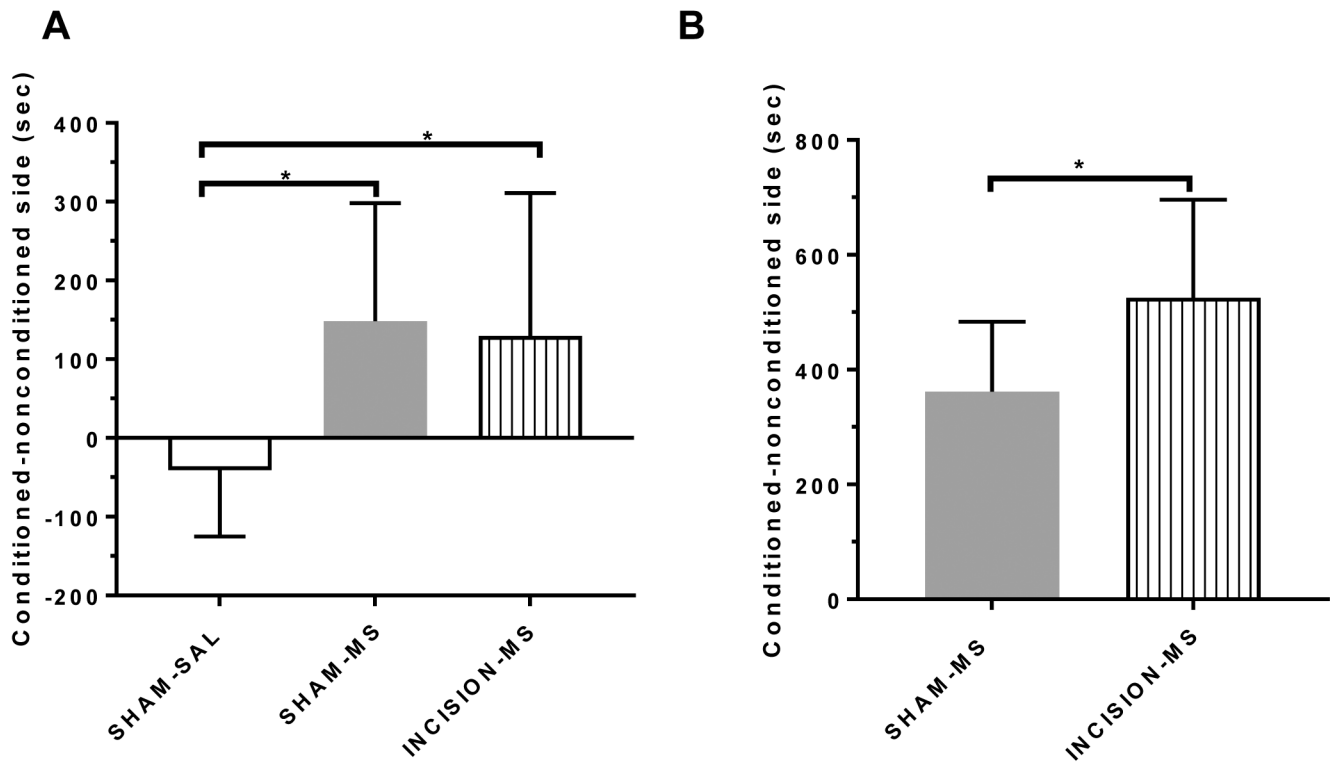 A
Conditioned-nonconditioned side (sec)
400
300
200
100
0
-100
-200
*
*
SHAM-SAL
SHAM-MS
INCISION-MS
B
Conditioned-nonconditioned side (sec)
800
600
400
200
0
*
SHAM-MS
INCISION-MS